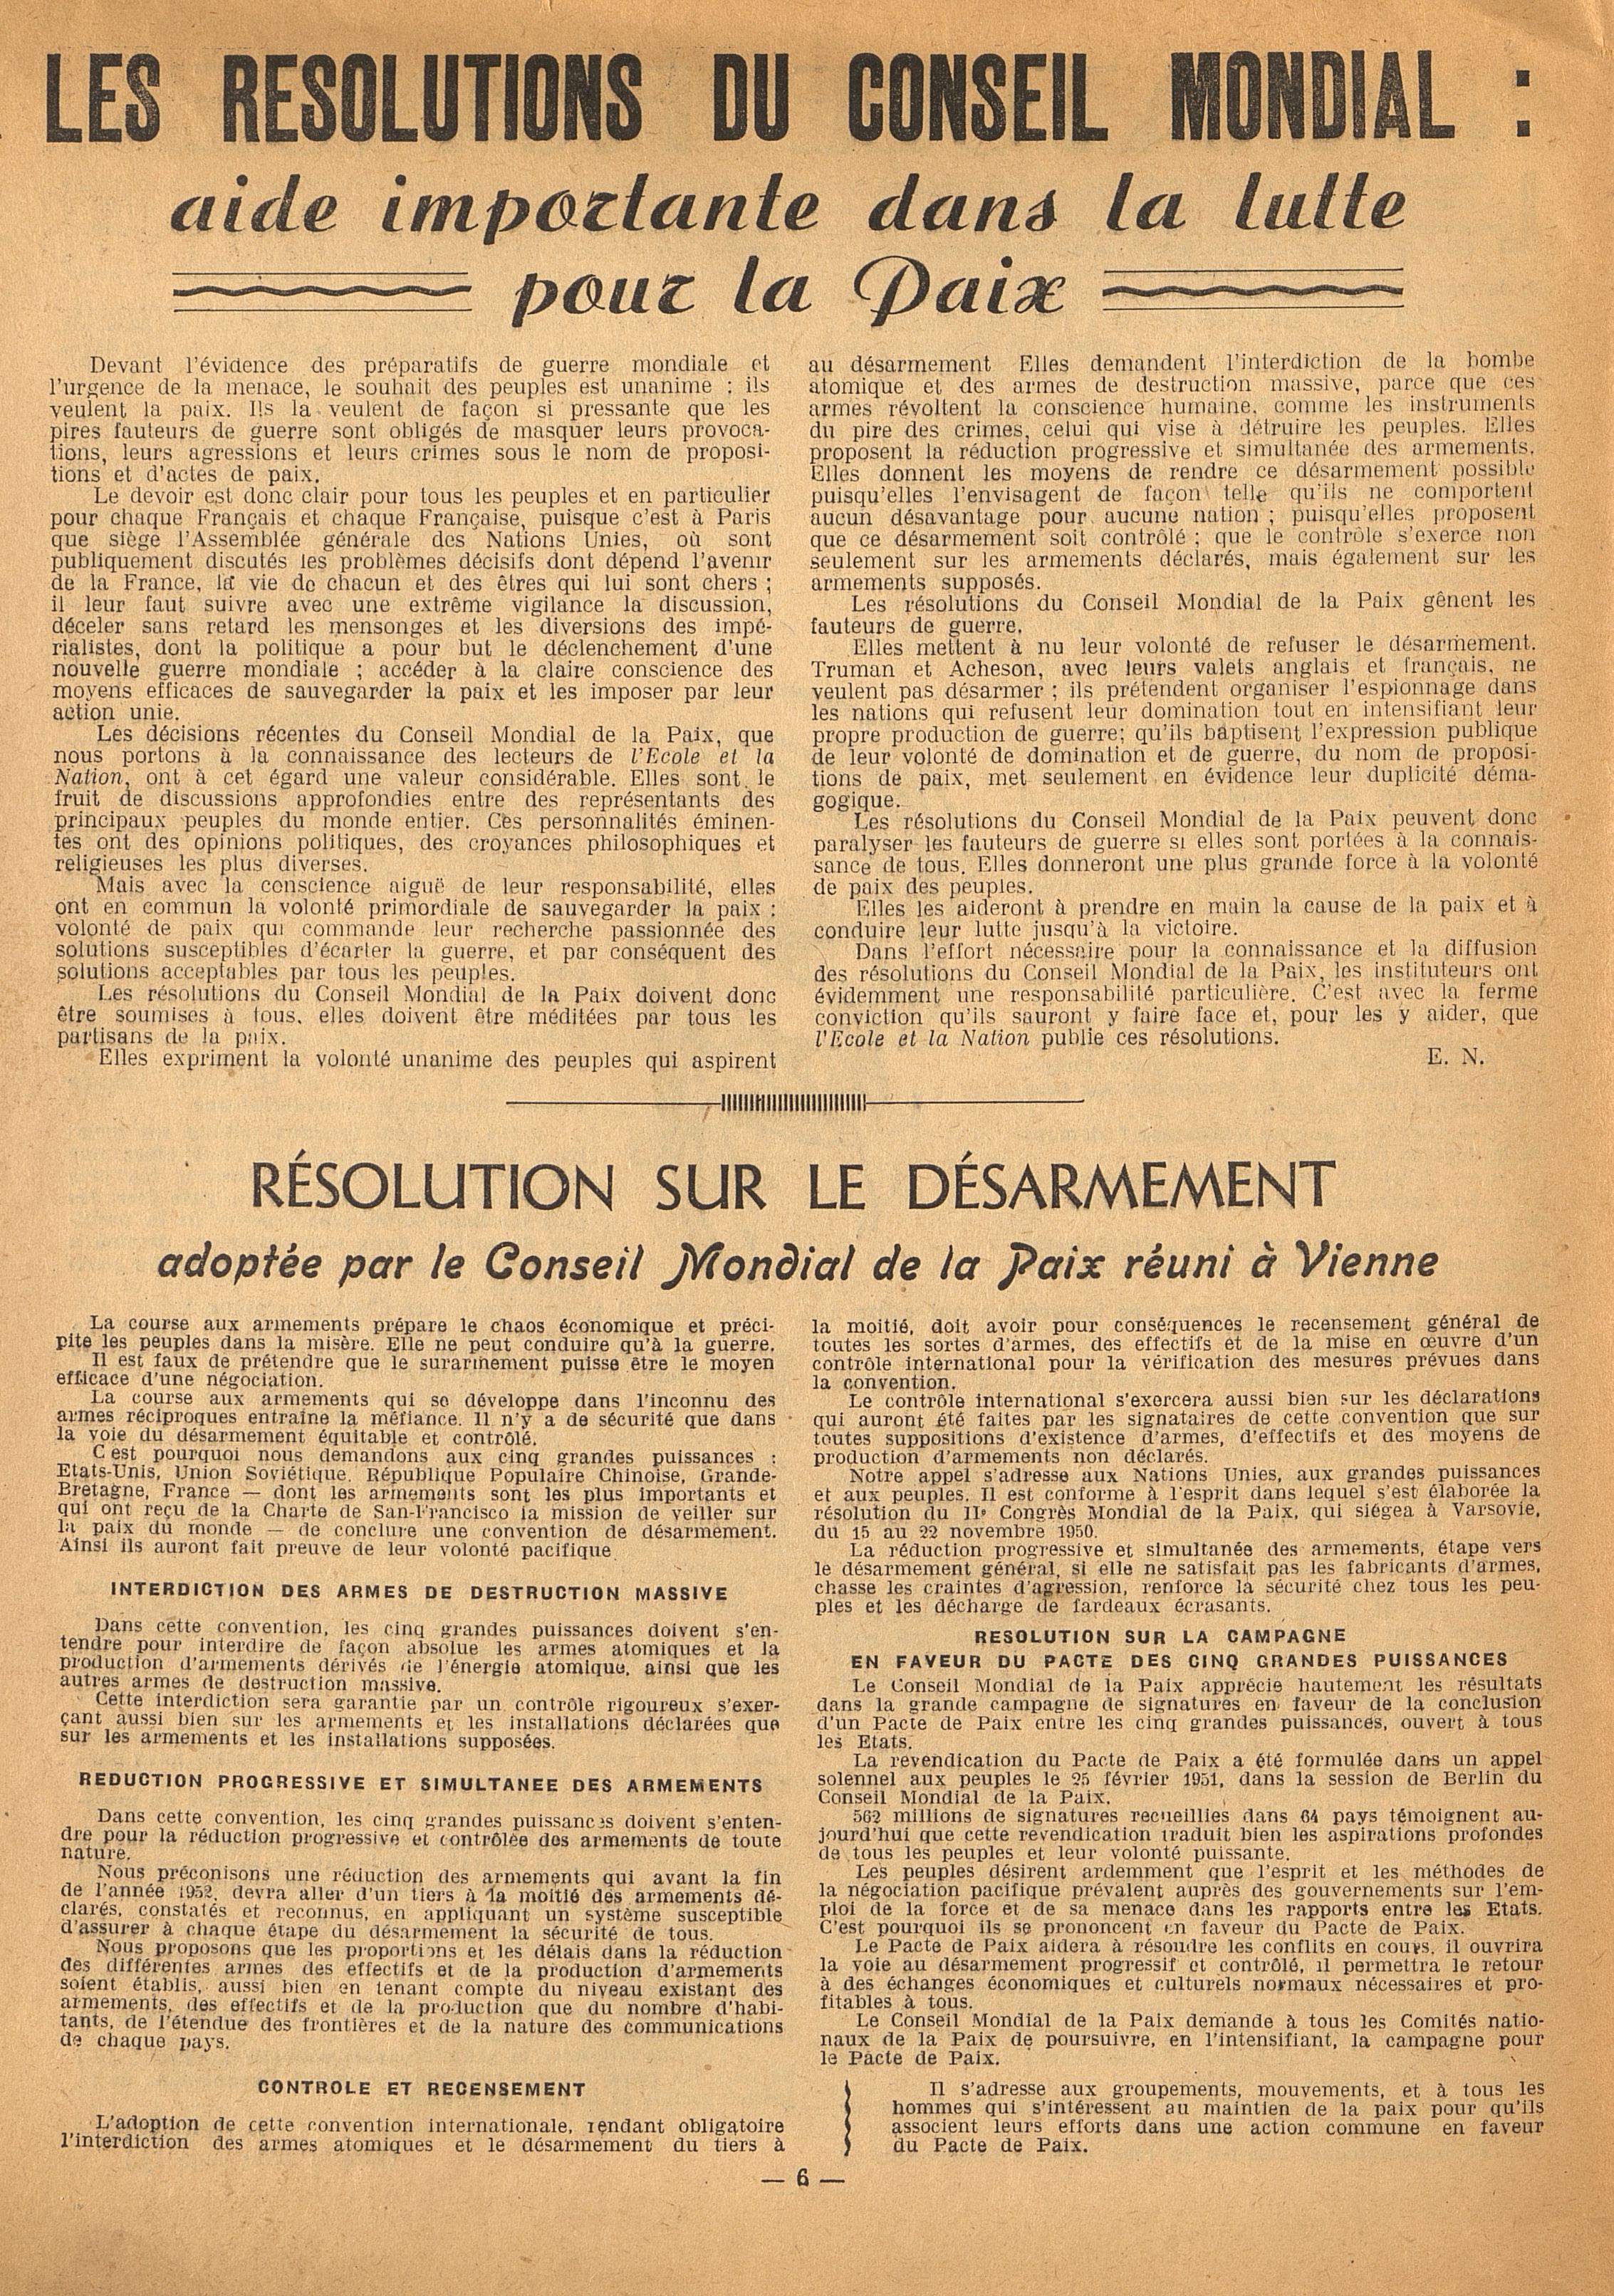 LES RESOLUTIONS DU CONSEIL MONDIAL :
aide importante dans la lutte
pour la Paix
Devant l'évidence des préparatifs de guerre mondiale et
l'urgence de la menace, le souhait des peuples est unanime : ils
veulent la paix. Ils la veulent de façon si pressante que les
pires fauteurs de guerre sont obligés de masquer leurs provoca-
tions, leurs agressions et leurs crimes sous le nom de proposi-
tions et d'actes de paix.
Le devoir est donc clair pour tous les peuples et en particulier
pour chaque Français et chaque Française, puisque c'est à Paris
que siège l'Assemblée générale des Nations Unies, où sont
publiquement discutés les problèmes décisifs dont dépend l'avenir
de la France, la vie de chacun et des êtres qui lui sont chers ;
il leur faut suivre avec une extrême vigilance la discussion,
déceler sans retard les mensonges et les diversions des impé-
rialistes, dont la politique a pour but le déclenchement d'une
nouvelle guerre mondiale ; accéder à la claire conscience des
moyens efficaces de sauvegarder la paix et les imposer par leur
action unie.
Les décisions récentes du Conseil Mondial de la Paix, que
nous portons à la connaissance des lecteurs de l'Ecole et la
Nation, ont à cet égard une valeur considérable. Elles sont le
fruit de discussions approfondies entre des représentants des
principaux peuples du monde entier. Ces personnalités éminen-
tes ont des opinions politiques, des croyances philosophiques et
religieuses les plus diverses.
Mais avec la conscience aiguë de leur responsabilité, elles
ont en commun la volonté primordiale de sauvegarder la paix ;
volonté de paix qui commande leur recherche passionnée des
solutions susceptibles d'écarter la guerre, et par conséquent des
solutions acceptables par tous les peuples.
Les résolutions du Conseil Mondial de la Paix doivent donc
être soumises à tous, elles doivent être méditées par tous les
partisans de la paix.
Elles expriment la volonté unanime des peuples qui aspirent
au désarmement Elles demandent l'interdiction de la bombe
atomique et des armes de destruction massive, parce que ces
armes révoltent la conscience humaine, comme les instruments
du pire des crimes, celui qui vise à détruire les peuples. Elles
proposent la réduction progressive et simultanée des armements.
Elles donnent les moyens de rendre ce désarmement possible
puisqu'elles l'envisagent de façon telle qu'ils ne comportent
aucun désavantage pour aucune nation ; puisqu'elles proposent
que ce désarmement soit contrôlé ; que le contrôle s'exerce non
seulement sur les armements déclarés, mais également sur les
armements supposés.
Les résolutions du Conseil Mondial de la Paix gênent les
fauteurs de guerre.
Elles mettent à nu leur volonté de refuser le désarmement.
Truman et Acheson, avec leurs valets anglais et français, ne
veulent pas désarmer ; ils prétendent organiser l'espionnage dans
les nations qui refusent leur domination tout en intensifiant leur
propre production de guerre; qu'ils baptisent l'expression publique
de leur volonté de domination et de guerre, du nom de proposi-
tions de paix, met seulement en évidence leur duplicité déma-
gogique.
Les résolutions du Conseil Mondial de la Paix peuvent donc
paralyser les fauteurs de guerre si elles sont portées à la connais-
sance de tous. Elles donneront une plus grande force à la volonté
de paix des peuples.
Elles les aideront à prendre en main la cause de la paix et à
conduire leur lutte jusqu'à la victoire.
Dans l'effort nécessaire pour la connaissance et la diffusion
des résolutions du Conseil Mondial de la Paix, les instituteurs ont
évidemment une responsabilité particulière. C'est avec la ferme
conviction qu'ils sauront y faire face et, pour les y aider, que
l'Ecole et la Nation publie ces résolutions.
E. N.
RÉSOLUTION SUR LE DÉSARMEMENT
adoptée par le Conseil Mondial de la Paix réuni à Vienne
La course aux armements prépare le chaos économique et préci-
pite les peuples dans la misère. Elle ne peut conduire qu'à la guerre.
Il est faux de prétendre que le surarmement puisse être le moyen
efficace d'une négociation.
La course aux armements qui se développe dans l'inconnu des
armes réciproques entraîne la méfiance. Il n'y a de sécurité que dans
la voie du désarmement équitable et contrôlé.
C'est pourquoi nous demandons aux cinq grandes puissances :
Etats-Unis, Union Soviétique, République Populaire Chinoise, Grande-
Bretagne, France — dont les armements sont les plus importants et
qui ont reçu de la Charte de San-Francisco la mission de veiller sur
la paix du monde — de conclure une convention de désarmement.
Ainsi ils auront fait preuve de leur volonté pacifique.
INTERDICTION DES ARMES DE DESTRUCTION MASSIVE
Dans cette convention, les cinq grandes puissances doivent s'en-
tendre pour interdire de façon absolue les armes atomiques et la
production d'armements dérivés de l'énergie atomique, ainsi que les
autres armes de destruction massive.
Cette interdiction sera garantie par un contrôle rigoureux s'exer-
çant aussi bien sur les armements et les installations déclarées que
sur les armements et les installations supposées.
REDUCTION PROGRESSIVE ET SIMULTANEE DES ARMEMENTS
Dans cette convention, les cinq grandes puissances doivent s'enten-
dre pour la réduction progressive et contrôlée des armements de toute
nature.
Nous préconisons une réduction des armements qui avant la fin
de l'année 1952, devra aller d'un tiers à la moitié des armements dé-
clarés, constatés et reconnus, en appliquant un système susceptible
d'assurer à chaque étape du désarmement la sécurité de tous.
Nous proposons que les proportions et les délais dans la réduction
des différentes armes des effectifs et de la production d'armements
soient établis, aussi bien en tenant compte du niveau existant des
armements, des effectifs et de la production que du nombre d'habi-
tants, de l'étendue des frontières et de la nature des communications
de chaque pays.
CONTROLE ET RECENSEMENT
L'adoption de cette convention internationale, rendant obligatoire
l'interdiction des armes atomiques et le désarmement du tiers à
la moitié, doit avoir pour conséquences le recensement général de
toutes les sortes d'armes, des effectifs et de la mise en œuvre d'un
contrôle international pour la vérification des mesures prévues dans
la convention.
Le contrôle international s'exercera aussi bien sur les déclarations
qui auront été faites par les signataires de cette convention que sur
toutes suppositions d'existence d'armes, d'effectifs et des moyens de
production d'armements non déclarés.
Notre appel s'adresse aux Nations Unies, aux grandes puissances
et aux peuples. Il est conforme à l'esprit dans lequel s'est élaborée la
résolution du IIe Congrès Mondial de la Paix, qui siégea à Varsovie,
du 15 au 22 novembre 1950.
La réduction progressive et simultanée des armements, étape vers
le désarmement général, si elle ne satisfait pas les fabricants d'armes,
chasse les craintes d'agression, renforce la sécurité chez tous les peu-
ples et les décharge de fardeaux écrasants.
RESOLUTION SUR LA CAMPAGNE
EN FAVEUR DU PACTE DES CINQ GRANDES PUISSANCES
Le Conseil Mondial de la Paix apprécie hautement les résultats
dans la grande campagne de signatures en faveur de la conclusion
d'un Pacte de Paix entre les cinq grandes puissances, ouvert à tous
les Etats.
La revendication du Pacte de Paix a été formulée dans un appel
solennel aux peuples le 25 février 1951, dans la session de Berlin du
Conseil Mondial de la Paix.
562 millions de signatures recueillies dans 64 pays témoignent au-
jourd'hui que cette revendication traduit bien les aspirations profondes
de tous les peuples et leur volonté puissante.
Les peuples désirent ardemment que l'esprit et les méthodes de
la négociation pacifique prévalent auprès des gouvernements sur l'em-
ploi de la force et de sa menace dans les rapports entre les Etats.
C'est pourquoi ils se prononcent en faveur du Pacte de Paix.
Le Pacte de Paix aidera à résoudre les conflits en cours, il ouvrira
la voie au désarmement progressif et contrôlé, il permettra le retour
à des échanges économiques et culturels normaux nécessaires et pro-
fitables à tous.
Le Conseil Mondial de la Paix demande à tous les Comités natio-
naux de la Paix de poursuivre, en l'intensifiant, la campagne pour
le Pacte de Paix.
Il s'adresse aux groupements, mouvements, et à tous les
hommes qui s'intéressent au maintien de la paix pour qu'ils
associent leurs efforts dans une action commune en faveur
du Pacte de Paix.
— 6 —